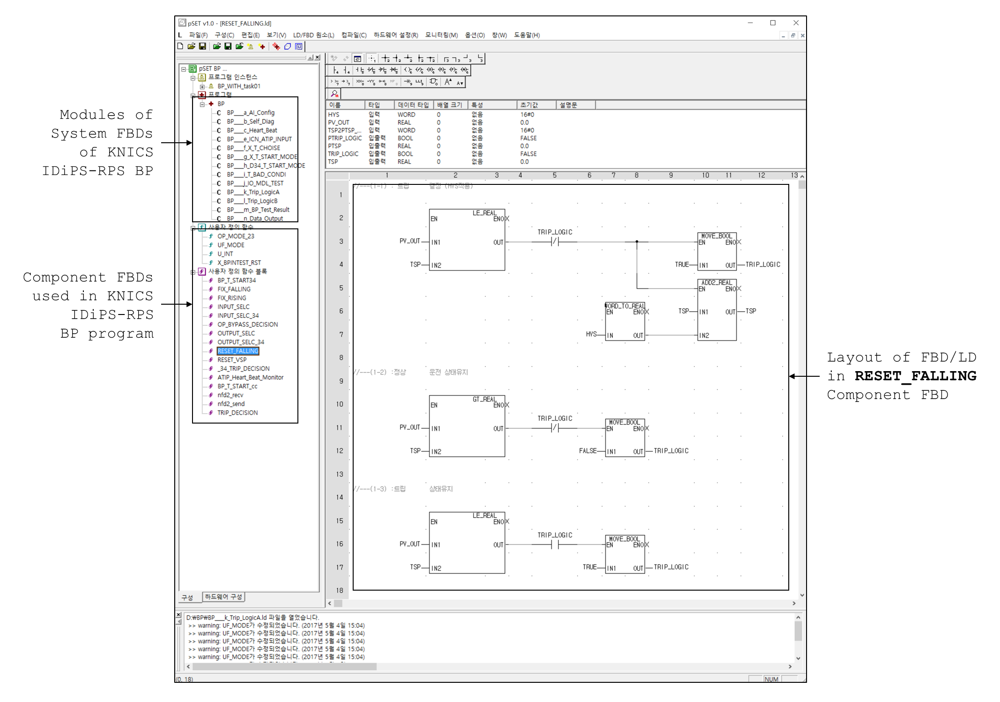 pSET v1.0 - [RESET_FALLING.ld]
L 파일(F) 구성(C) 편집(E) 보기(V) LD/FBD 원소(L) 컴파일(C) 하드웨어 설정(R) 모니터링(M) 옵션(O) 창(W) 도움말(H)
Modules of
System FBDs
of KNICS
IDiPS-RPS BP
Component FBDs
used in KNICS
IDiPS-RPS
BP program
pSET BP ...
프로그램 인스턴스
BP_WITH_task01
프로그램
BP
C BP___a_AI_Config
C BP___b_Self_Diag
C BP___c_Heart_Beat
C BP___e_ICN_ATIP_INPUT
C BP___f_X_T_CHOISE
C BP___g_X_T_START_MODE
C BP___h_D34_T_START_MODE
C BP___i_T_BAD_CONDI
C BP___j_IO_MDL_TEST
C BP___k_Trip_LogicA
C BP___l_Trip_LogicB
C BP___m_BP_Test_Result
C BP___n_Data_Output
사용자 정의 함수
OP_MODE_23
UF_MODE
U_INT
X_BPINTEST_RST
사용자 정의 함수 블록
BP_T_START34
FIX_FALLING
FIX_RISING
INPUT_SELC
INPUT_SELC_34
OP_BYPASS_DECISION
OUTPUT_SELC
OUTPUT_SELC_34
RESET_FALLING
RESET_VSP
_34_TRIP_DECISION
ATIP_Heart_Beat_Monitor
BP_T_START_cc
nfd2_recv
nfd2_send
TRIP_DECISION
구성 하드웨어 구성
이름 타입 데이터 타입 배열 크기 특성 초기값 설명문
HYS 입력 WORD 0 없음 16#0
PV_OUT 입력 REAL 0 없음 0.0
TSP2PTSP_... 입력 WORD 0 없음 16#0
PTRIP_LOGIC 입출력 BOOL 0 없음 FALSE
PTSP 입출력 REAL 0 없음 0.0
TRIP_LOGIC 입출력 BOOL 0 없음 FALSE
TSP 입출력 REAL 0 없음 0.0
1 2 3 4 5 6 7 8 9 10 11 12 13
//---(1-1) : 트립 결정 (HYS적용)
1
LE_REAL
2 EN ENO
TRIP_LOGIC
MOVE_BOOL
3 PV_OUT IN1 OUT EN ENO
4 TSP IN2 TRUE IN1 OUT TRIP_LOGIC
ADD2_REAL
5 EN ENO
WORD_TO_REAL
6 EN ENO TSP IN1 OUT TSP
7 HYS IN OUT IN2
8
//---(1-2) :정상 운전 상태유지
9
GT_REAL
10 EN ENO
TRIP_LOGIC
MOVE_BOOL
11 PV_OUT IN1 OUT EN ENO
12 TSP IN2 FALSE IN1 OUT TRIP_LOGIC
13
//---(1-3) :트립 상태유지
14
LE_REAL
15 EN ENO
TRIP_LOGIC
MOVE_BOOL
16 PV_OUT IN1 OUT EN ENO
17 TSP IN2 TRUE IN1 OUT TRIP_LOGIC
18
Layout of FBD/LD
in RESET_FALLING
Component FBD
D:₩BP₩BP___k_Trip_LogicA.ld 파일을 열었습니다.
>> warning: UF_MODE가 수정되었습니다. (2017년 5월 4일 15:04)
>> warning: UF_MODE가 수정되었습니다. (2017년 5월 4일 15:04)
>> warning: UF_MODE가 수정되었습니다. (2017년 5월 4일 15:04)
>> warning: UF_MODE가 수정되었습니다. (2017년 5월 4일 15:04)
>> warning: UF_MODE가 수정되었습니다. (2017년 5월 4일 15:04)
(0, 18) NUM